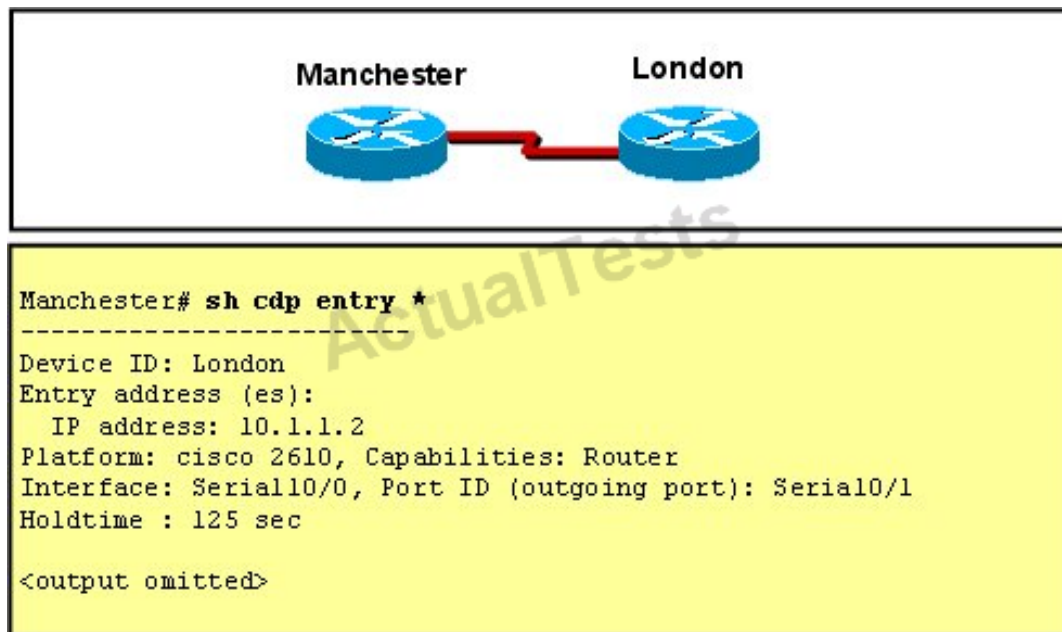 Manchester
London
ActualTests
Manchester# sh cdp entry *
-------------------------
Device ID: London
Entry address (es):
IP address: 10.1.1.2
Platform: cisco 2610, Capabilities: Router
Interface: Serial10/0, Port ID (outgoing port): Serial0/1
Holdtime : 125 sec
<output omitted>